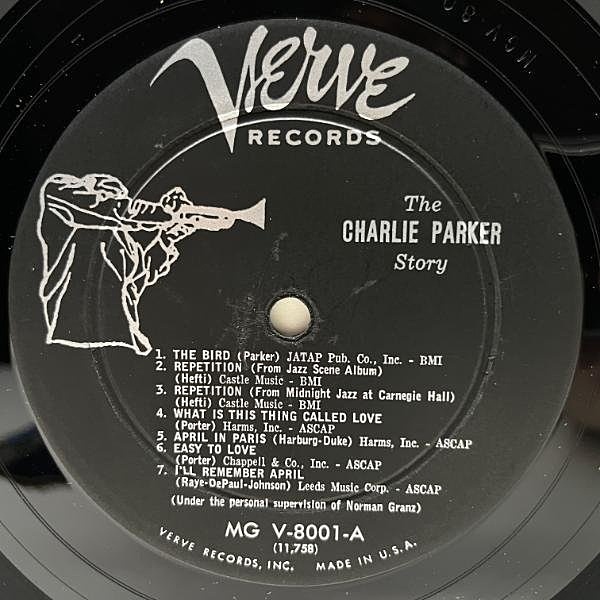 Verve
RECORDS
The
CHARLIE PARKER
Story
1. THE BIRD (Parker) JATAP Pub. Co., Inc. - BMI
2. REPETITION (From Jazz Scene Album)
(Hefti) Castle Music - BMI
3. REPETITION (From Midnight Jazz at Carnegie Hall)
(Hefti) Castle Music - BMI
4. WHAT IS THIS THING CALLED LOVE
(Porter) Harms, Inc. - ASCAP
5. APRIL IN PARIS (Harburg-Duke) Harms, Inc. - ASCAP
6. EASY TO LOVE
(Porter) Chappell & Co., Inc. - ASCAP
7. I'LL REMEMBER APRIL
(Raye-DePaul-Johnson) Leeds Music Corp. - ASCAP
(Under the personal supervision of Norman Granz)
MG V-8001-A
(11,758)
VERVE RECORDS, INC. MADE IN U.S.A.